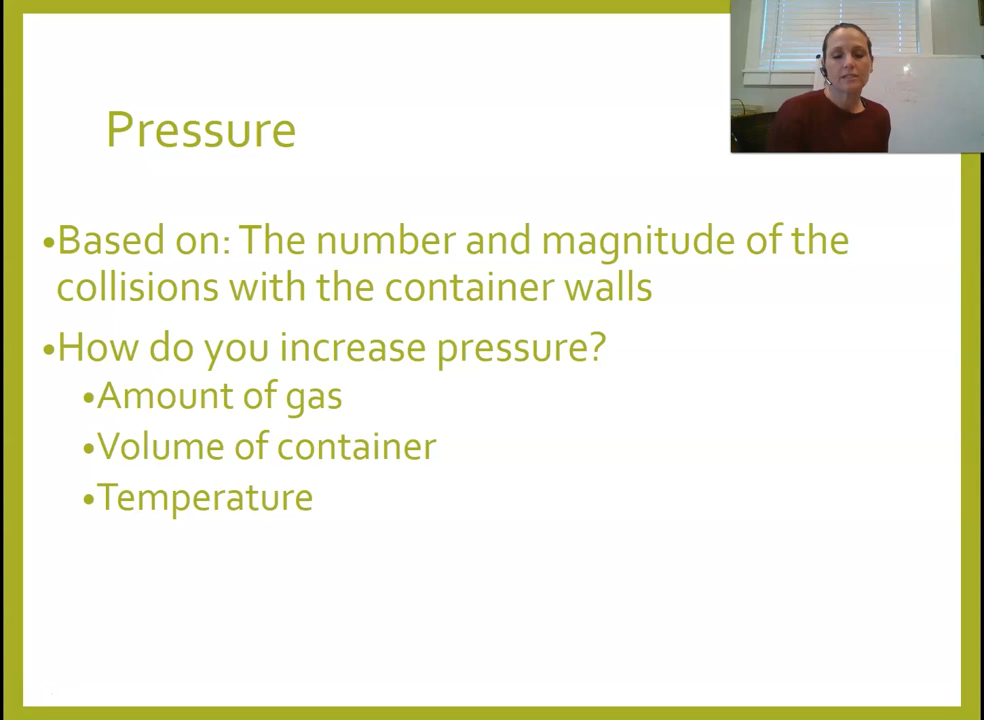 Pressure
•Based on: The number and magnitude of the
collisions with the container walls
•How do you increase pressure?
•Amount of gas
•Volume of container
•Temperature